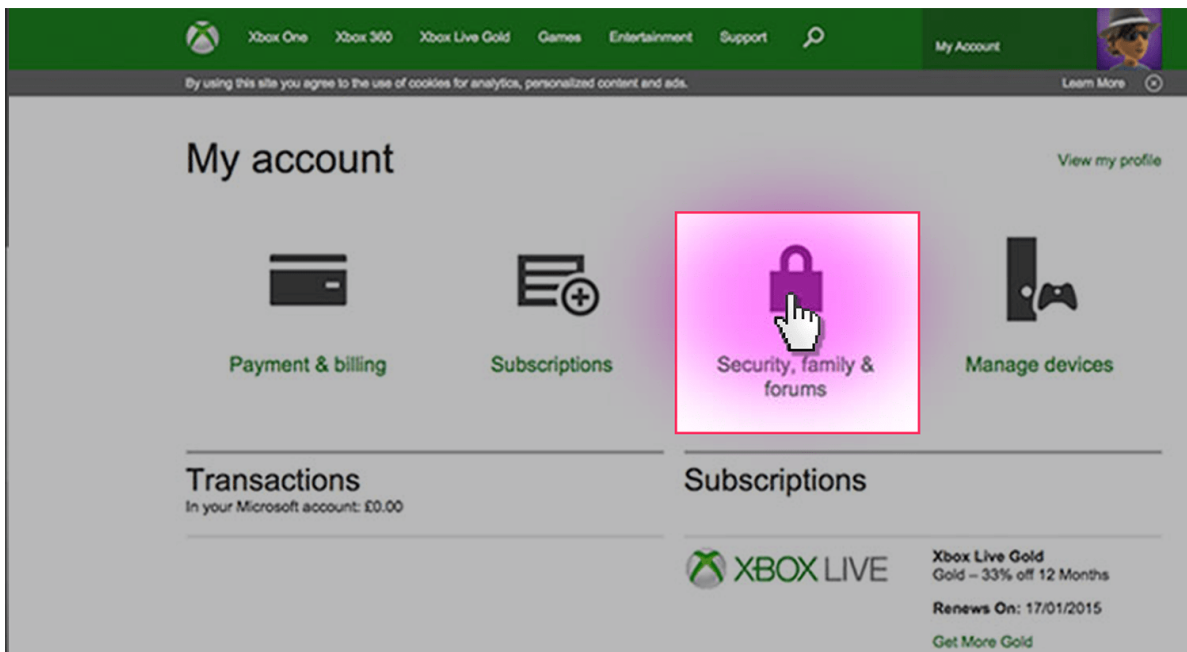 Xbox One Xbox 360 Xbox Live Gold Games Entertainment Support My Account
By using this site you agree to the use of cookies for analytics, personalized content and ads. Learn More
My account
View my profile
Payment & billing
Subscriptions
Security, family &
forums
Manage devices
Transactions
In your Microsoft account: £0.00
Subscriptions
XBOX LIVE
Xbox Live Gold
Gold – 33% off 12 Months
Renews On: 17/01/2015
Get More Gold